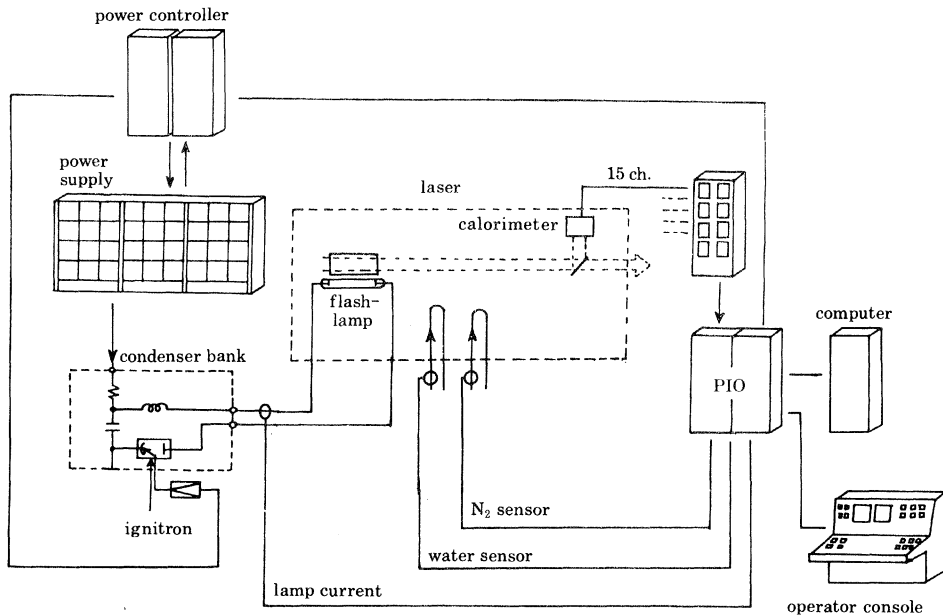 power controller
power
supply
laser
15 ch.
calorimeter
flash-
lamp
computer
condenser bank
PIO
N₂ sensor
ignitron
water sensor
lamp current
operator console